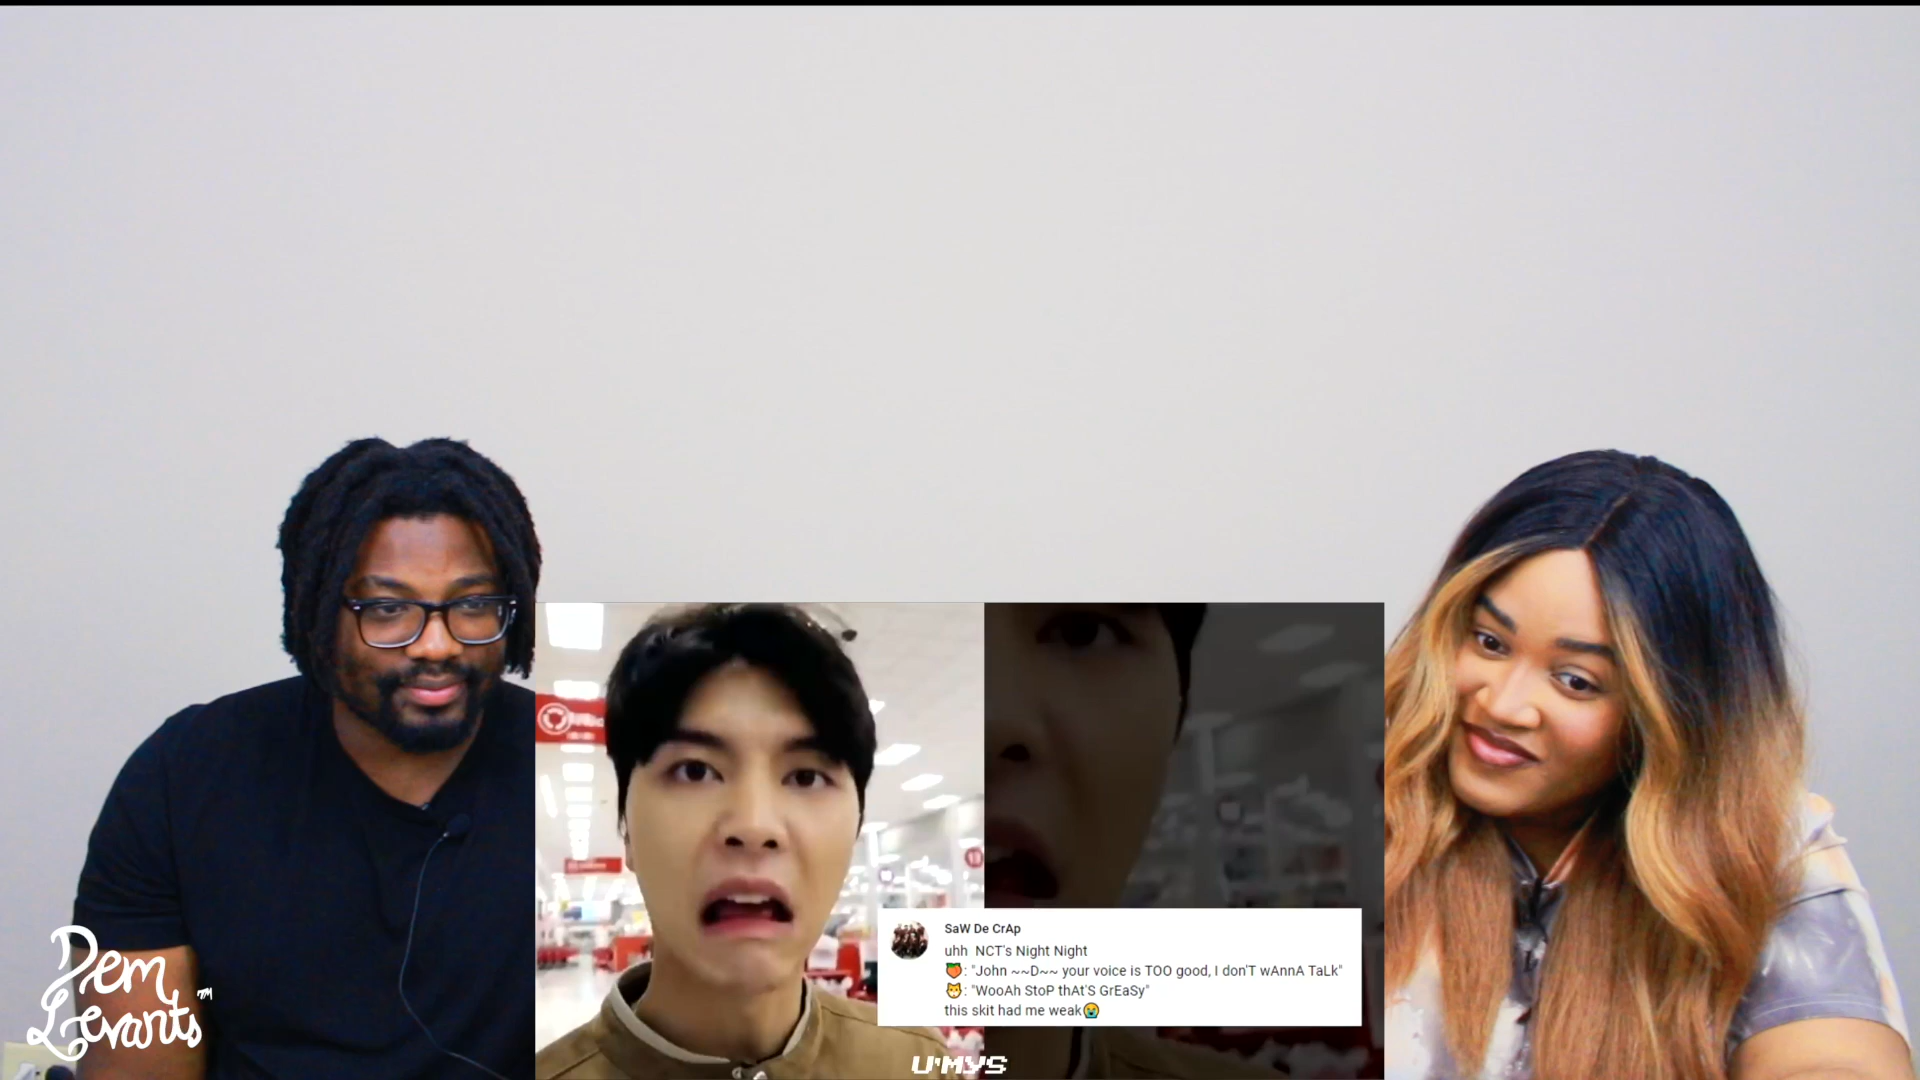 SaW De CrAp
uhh NCT's Night Night
🍑: "John ~~D~~ your voice is TOO good, I don'T wAnnA TaLk"
🐱: "WooAh StoP thAt'S GrEaSy"
this skit had me weak😭
Dem
Levants™
U'MYS